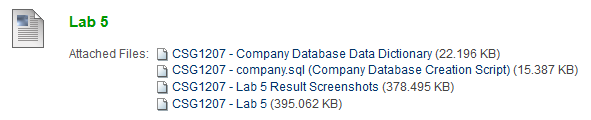 Lab 5
Attached Files: CSG1207 - Company Database Data Dictionary (22.196 KB)
CSG1207 - company.sql (Company Database Creation Script) (15.387 KB)
CSG1207 - Lab 5 Result Screenshots (378.495 KB)
CSG1207 - Lab 5 (395.062 KB)